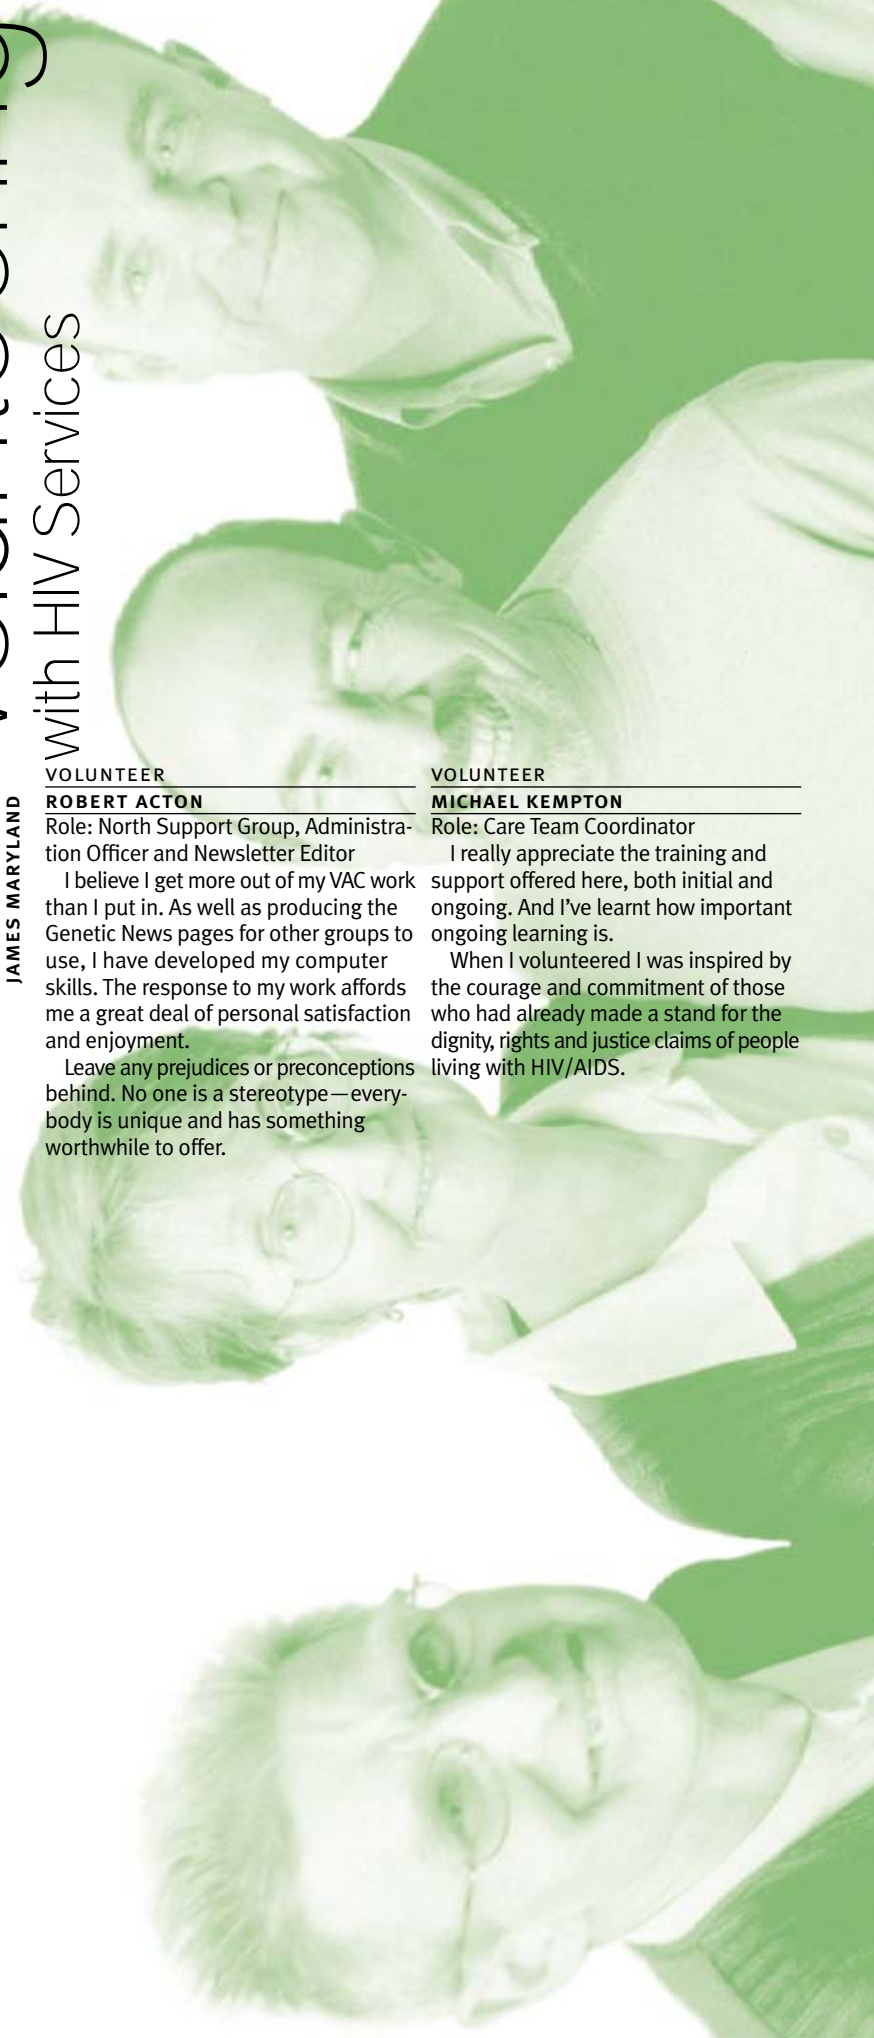 with HIV Services
JAMES MARYLAND
VOLUNTEER
ROBERT ACTON
Role: North Support Group, Administra-
tion Officer and Newsletter Editor
I believe I get more out of my VAC work
than I put in. As well as producing the
Genetic News pages for other groups to
use, I have developed my computer
skills. The response to my work affords
me a great deal of personal satisfaction
and enjoyment.
Leave any prejudices or preconceptions
behind. No one is a stereotype—every-
body is unique and has something
worthwhile to offer.
VOLUNTEER
MICHAEL KEMPTON
Role: Care Team Coordinator
I really appreciate the training and
support offered here, both initial and
ongoing. And I’ve learnt how important
ongoing learning is.
When I volunteered I was inspired by
the courage and commitment of those
who had already made a stand for the
dignity, rights and justice claims of people
living with HIV/AIDS.